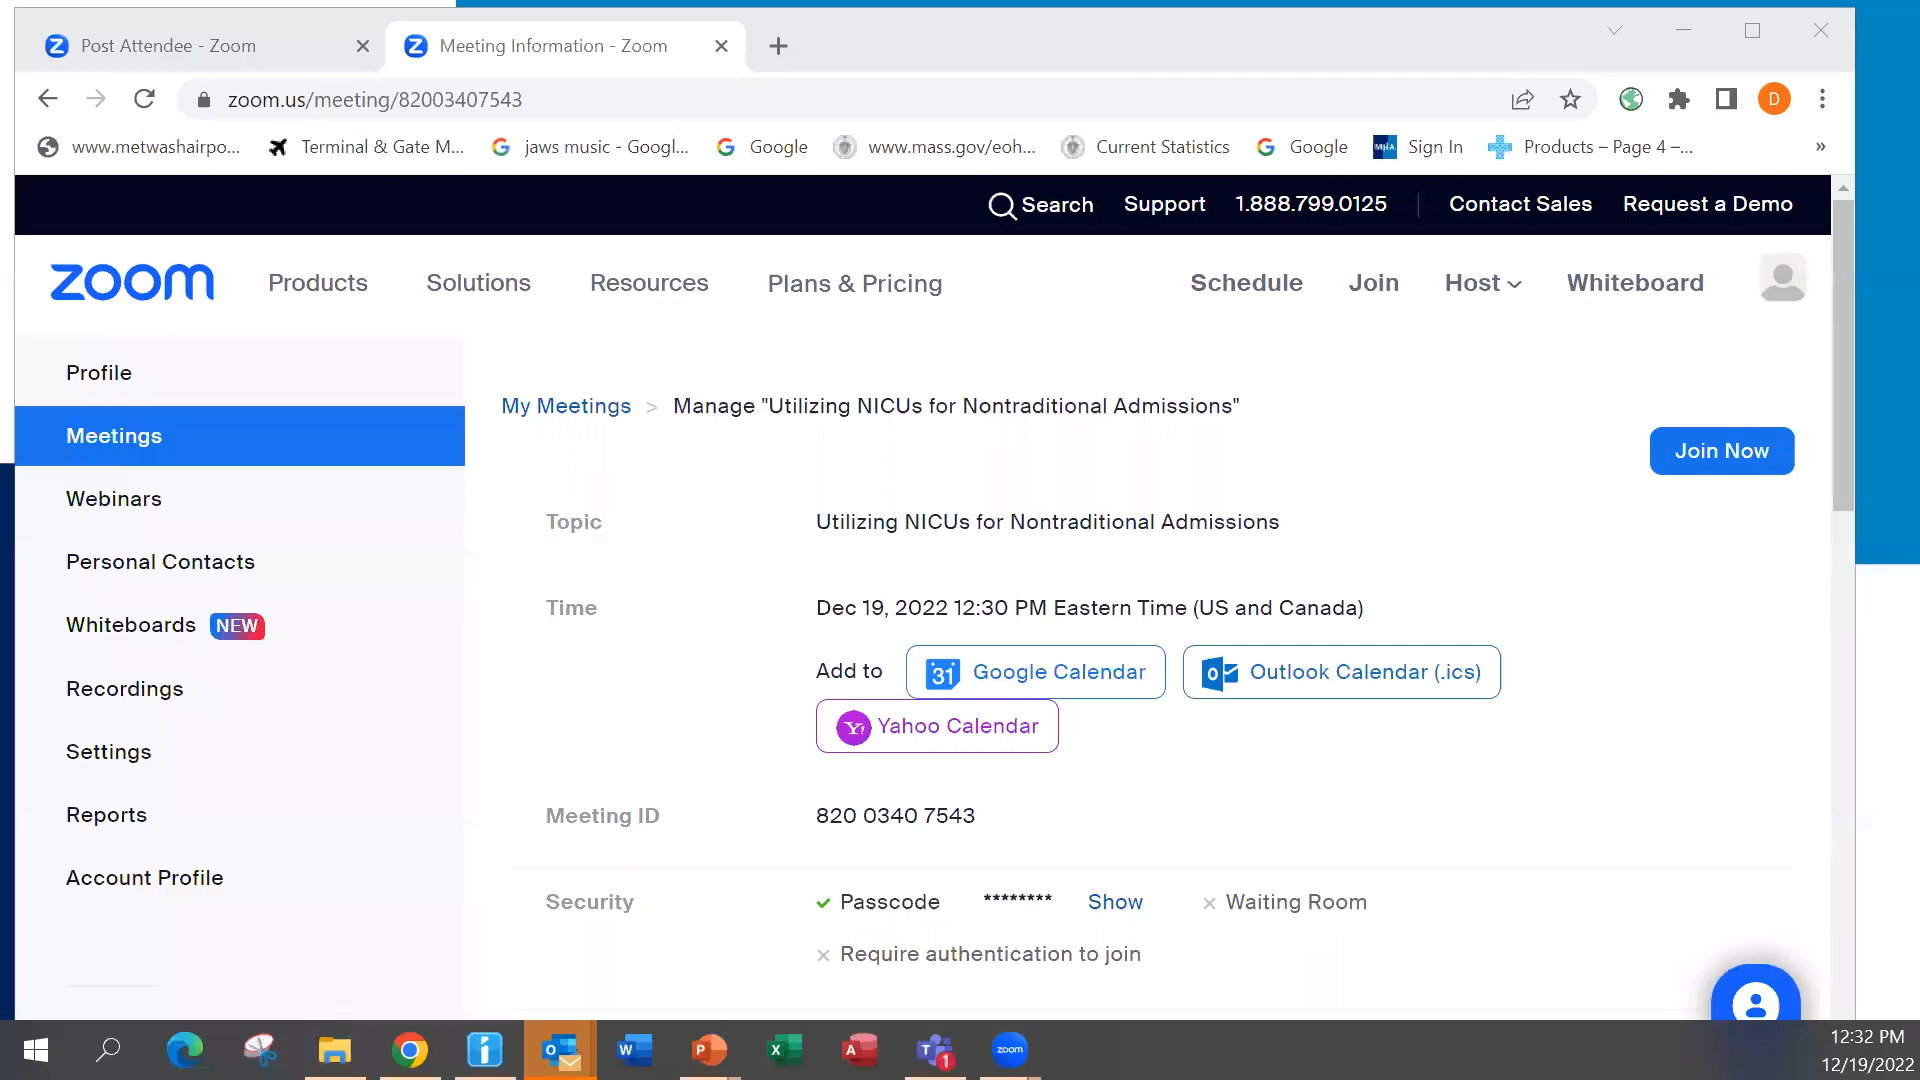 Post Attendee - Zoom
Meeting Information - Zoom
zoom.us/meeting/82003407543
D
www.metwashairpo...
Terminal & Gate M...
jaws music - Googl...
Google
www.mass.gov/eoh...
Current Statistics
Google
MHA
Sign In
Products – Page 4 –...
»
Search
Support
1.888.799.0125
Contact Sales
Request a Demo
zoom
Products
Solutions
Resources
Plans & Pricing
Schedule
Join
Host
Whiteboard
Profile
Meetings
Webinars
Personal Contacts
Whiteboards NEW
Recordings
Settings
Reports
Account Profile
My Meetings > Manage "Utilizing NICUs for Nontraditional Admissions"
Join Now
Topic
Utilizing NICUs for Nontraditional Admissions
Time
Dec 19, 2022 12:30 PM Eastern Time (US and Canada)
Add to
31 Google Calendar
Outlook Calendar (.ics)
Y! Yahoo Calendar
Meeting ID
820 0340 7543
Security
Passcode ******** Show
Waiting Room
Require authentication to join
zoom
1
12:32 PM
12/19/2022